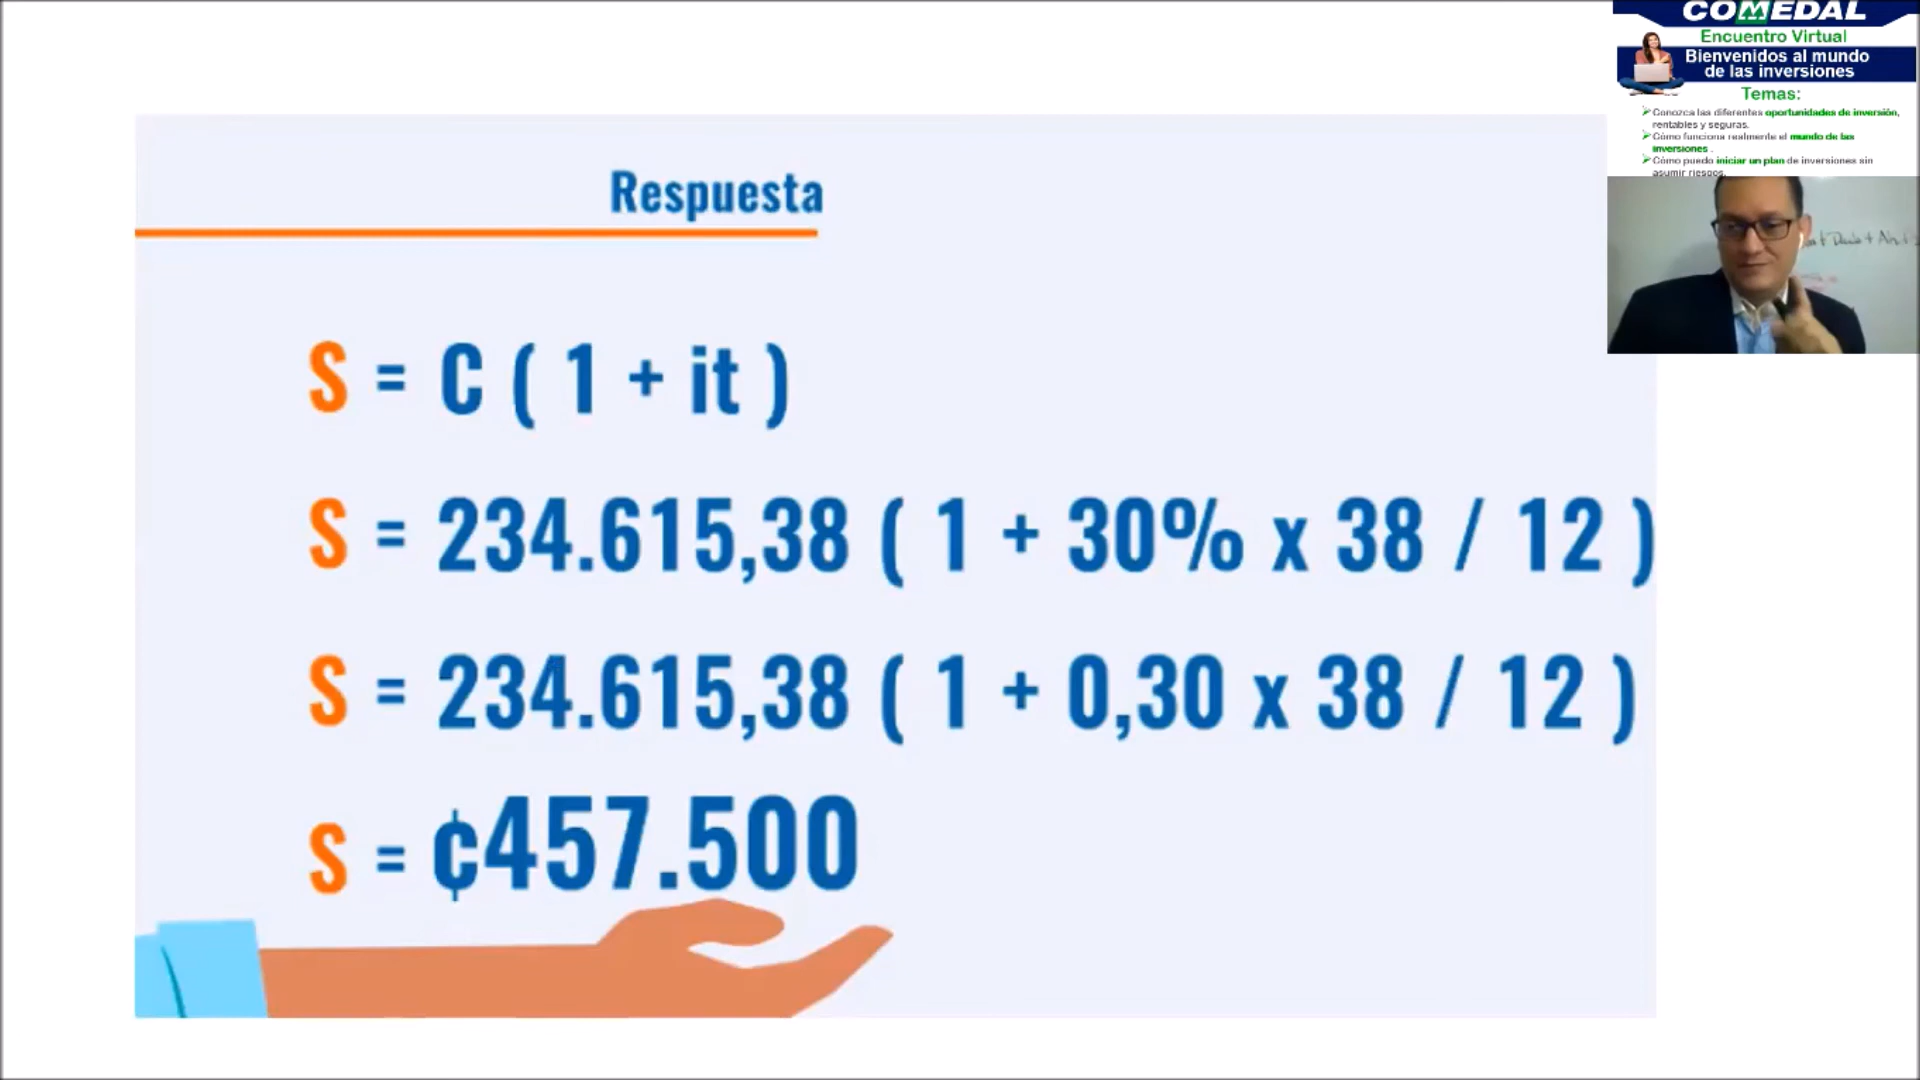 COMEDAL
Encuentro Virtual
Bienvenidos al mundo
de las inversiones
Temas:
Conozca las diferentes oportunidades de inversión,
rentables y seguras.
Cómo funciona realmente el mundo de las
inversiones .
Cómo puedo iniciar un plan de inversiones sin
asumir riesgos.
Respuesta
S = C ( 1 + it )
S = 234.615,38 ( 1 + 30% x 38 / 12 )
S = 234.615,38 ( 1 + 0,30 x 38 / 12 )
S = ¢457.500